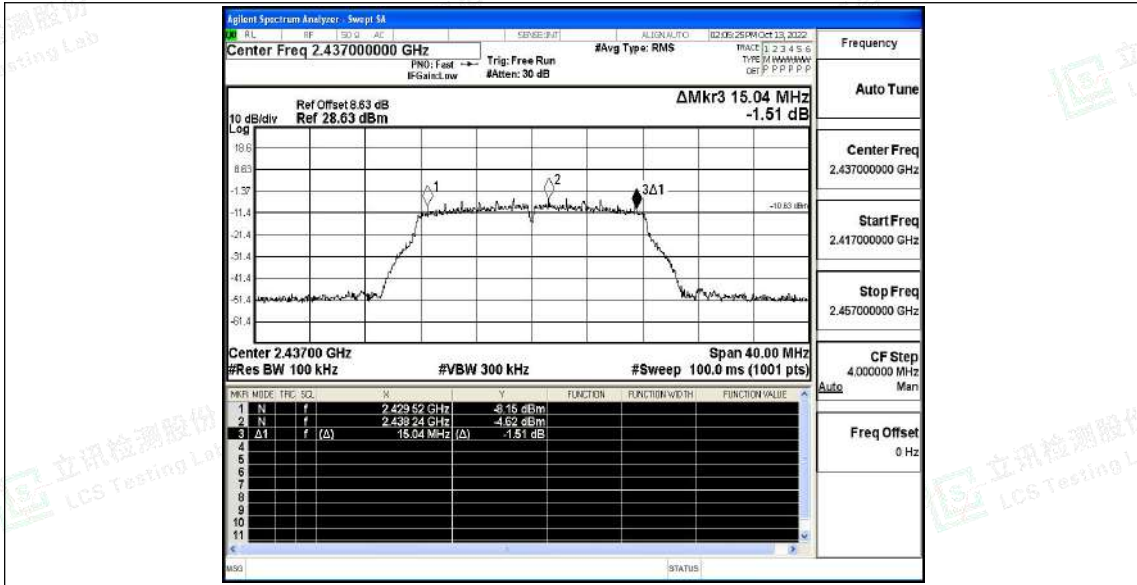 Agilent Spectrum Analyzer - Swept SA
RL RF 50 Ω AC SENSE:INT ALIGN AUTO 02:05:25 PM Oct 13, 2022
Center Freq 2.437000000 GHz
#Avg Type: RMS
TRACE 1 2 3 4 5 6
PNO: Fast
Trig: Free Run
TYPE M WWWWW
IFGain:Low
#Atten: 30 dB
DET P P P P P P
Frequency
Auto Tune
ΔMkr3 15.04 MHz
-1.51 dB
Ref Offset 8.63 dB
10 dB/div Ref 28.63 dBm
Log
18.6
8.63
-1.37
-11.4
-21.4
-31.4
-41.4
-51.4
-61.4
1
2
3Δ1
-10.63 dBm
Center Freq
2.437000000 GHz
Start Freq
2.417000000 GHz
Stop Freq
2.457000000 GHz
Center 2.43700 GHz Span 40.00 MHz
#Res BW 100 kHz #VBW 300 kHz #Sweep 100.0 ms (1001 pts)
CF Step
4.000000 MHz
Auto Man
MKR MODE TRC SCL X Y FUNCTION FUNCTION WIDTH FUNCTION VALUE
1 N f 2.429 52 GHz -8.15 dBm
2 N f 2.438 24 GHz -4.62 dBm
3 Δ1 f (Δ) 15.04 MHz (Δ) -1.51 dB
4
5
6
7
8
9
10
11
Freq Offset
0 Hz
MSG STATUS
立讯检测股份
LCS Testing Lab